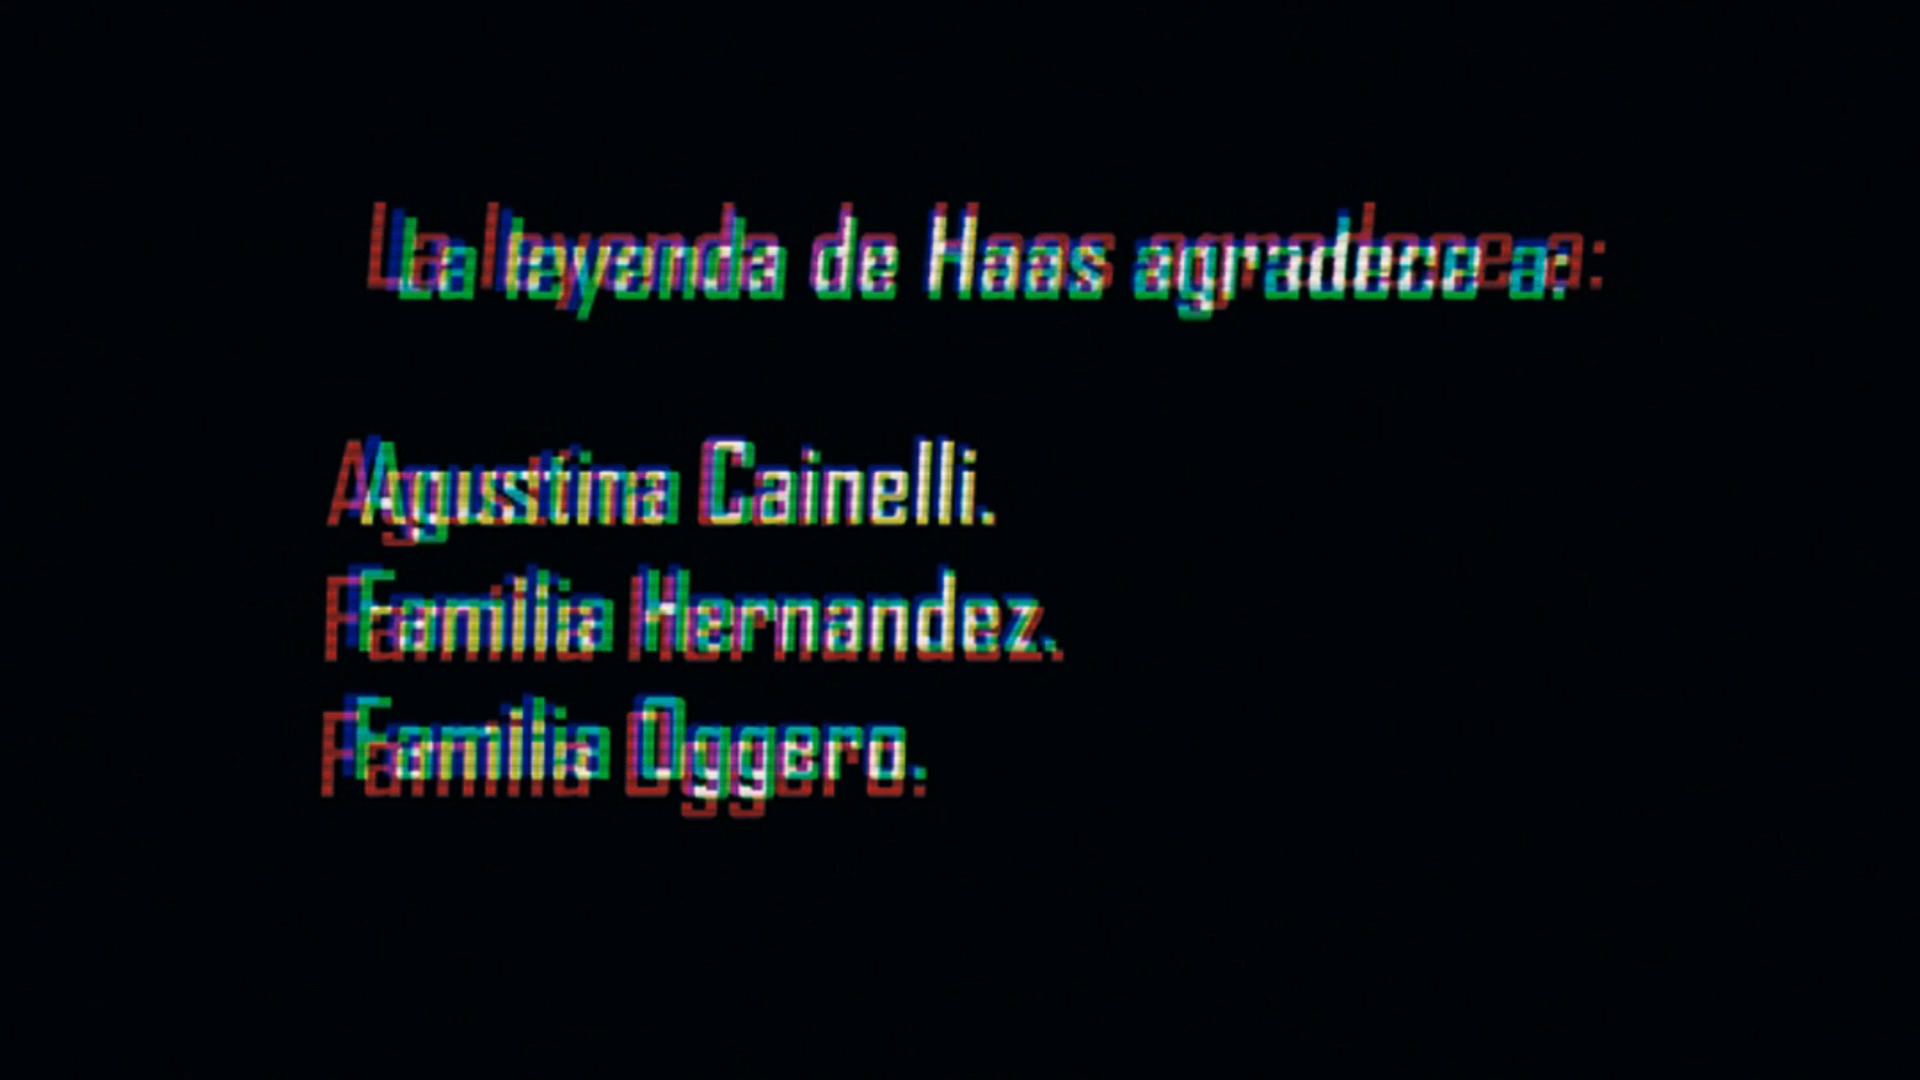 La leyenda de Haas agradece a:
Agustina Cainelli.
Familia Hernandez.
Familia Oggero.